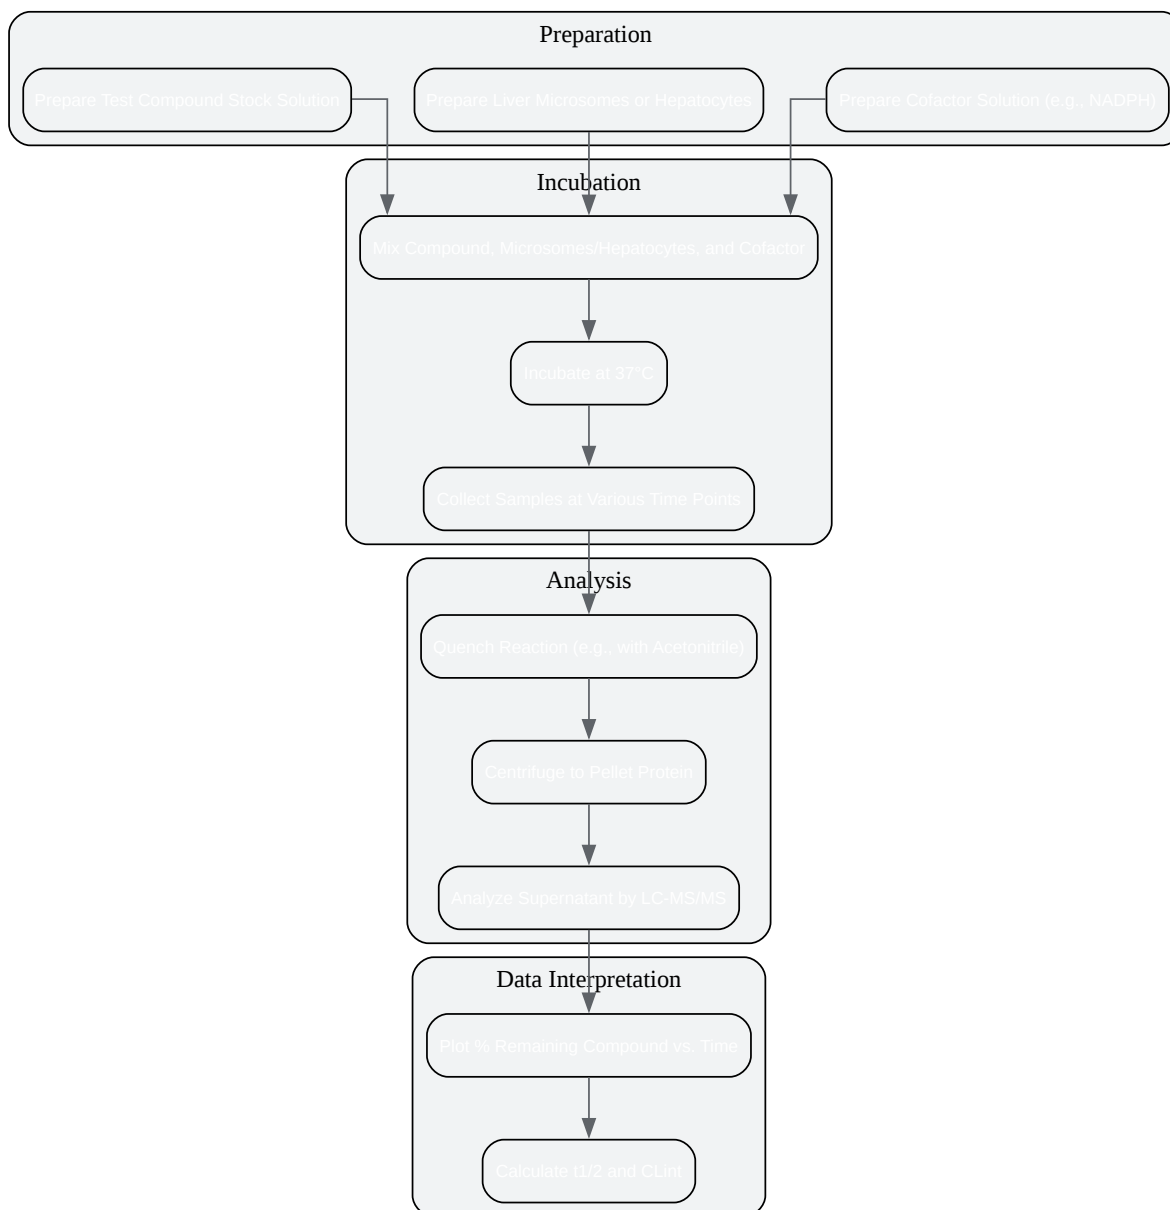 Preparation
Prepare Test Compound Stock Solution
Prepare Liver Microsomes or Hepatocytes
Prepare Cofactor Solution (e.g., NADPH)
Incubation
Mix Compound, Microsomes/Hepatocytes, and Cofactor
Incubate at 37°C
Collect Samples at Various Time Points
Analysis
Quench Reaction (e.g., with Acetonitrile)
Centrifuge to Pellet Protein
Analyze Supernatant by LC-MS/MS
Data Interpretation
Plot % Remaining Compound vs. Time
Calculate t1/2 and CLint